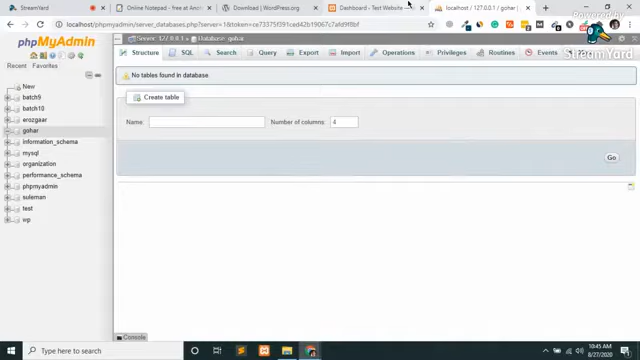 StreamYard
Online Notepad - free at Anno
Download | WordPress.org
Dashboard - Test Website —
localhost / 127.0.0.1 / gohar |
localhost/phpmyadmin/server_databases.php?server=1&token=ce73375f391cef23d2142b19067afd9f8bf
Powered by
StreamYard
phpMyAdmin
Recent Favorites
New
batch9
batch10
erozgaar
gohar
information_schema
mysql
organization
performance_schema
phpmyadmin
suleman
test
wp
Server: 127.0.0.1 » Database: gohar
Structure
SQL
Search
Query
Export
Import
Operations
Privileges
Routines
Events
No tables found in database.
Create table
Name:
Number of columns: 4
Go
Console
Type here to search
10:45 AM
8/27/2020